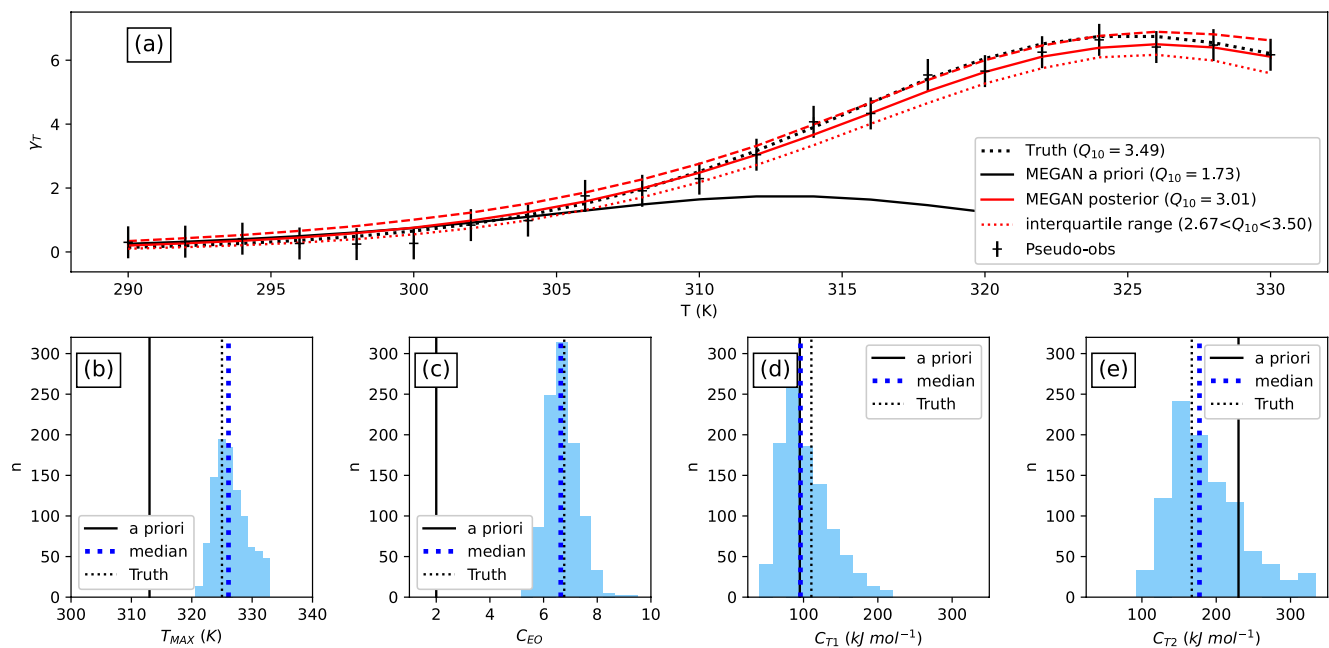 (a)
6
4
2
0
γ_T
290 295 300 305 310 315 320 325 330
T (K)
Truth (Q₁₀ = 3.49)
MEGAN a priori (Q₁₀ = 1.73)
MEGAN posterior (Q₁₀ = 3.01)
interquartile range (2.67<Q₁₀<3.50)
Pseudo-obs
(b)
300
250
200
150
100
50
0
n
a priori
median
Truth
300 310 320 330 340
T_MAX (K)
(c)
300
250
200
150
100
50
0
n
a priori
median
Truth
2 4 6 8 10
C_EO
(d)
300
250
200
150
100
50
0
n
a priori
median
Truth
100 200 300
C_T1 (kJ mol⁻¹)
(e)
300
250
200
150
100
50
0
n
a priori
median
Truth
100 200 300
C_T2 (kJ mol⁻¹)